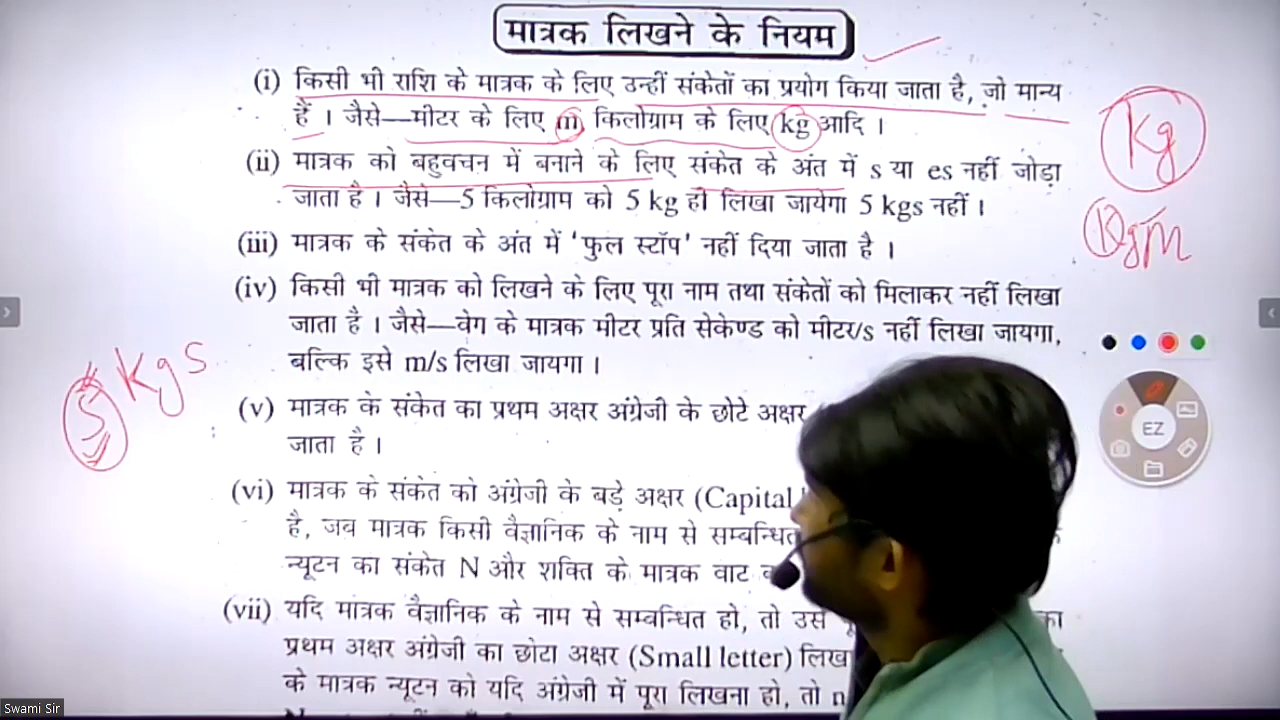 मात्रक लिखने के नियम
(i) किसी भी राशि के मात्रक के लिए उन्हीं संकेतों का प्रयोग किया जाता है, जो मान्य
हैं । जैसे—मीटर के लिए m, किलोग्राम के लिए kg आदि ।
(ii) मात्रक को बहुवचन में बनाने के लिए संकेत के अंत में s या es नहीं जोड़ा
जाता है । जैसे—5 किलोग्राम को 5 kg ही लिखा जायेगा 5 kgs नहीं ।
(iii) मात्रक के संकेत के अंत में 'फुल स्टॉप' नहीं दिया जाता है ।
(iv) किसी भी मात्रक को लिखने के लिए पूरा नाम तथा संकेतों को मिलाकर नहीं लिखा
जाता है । जैसे—वेग के मात्रक मीटर प्रति सेकेण्ड को मीटर/s नहीं लिखा जायगा,
बल्कि इसे m/s लिखा जायगा ।
(v) मात्रक के संकेत का प्रथम अक्षर अंग्रेजी के छोटे अक्षर
जाता है ।
(vi) मात्रक के संकेत को अंग्रेजी के बड़े अक्षर (Capital
है, जब मात्रक किसी वैज्ञानिक के नाम से सम्बन्धित
न्यूटन का संकेत N और शक्ति के मात्रक वाट
(vii) यदि मात्रक वैज्ञानिक के नाम से सम्बन्धित हो, तो उसे
का
प्रथम अक्षर अंग्रेजी का छोटा अक्षर (Small letter)
के मात्रक न्यूटन को यदि अंग्रेजी में पूरा लिखना हो, तो
Kg
Kgm
5 Kgs
EZ
Swami Sir